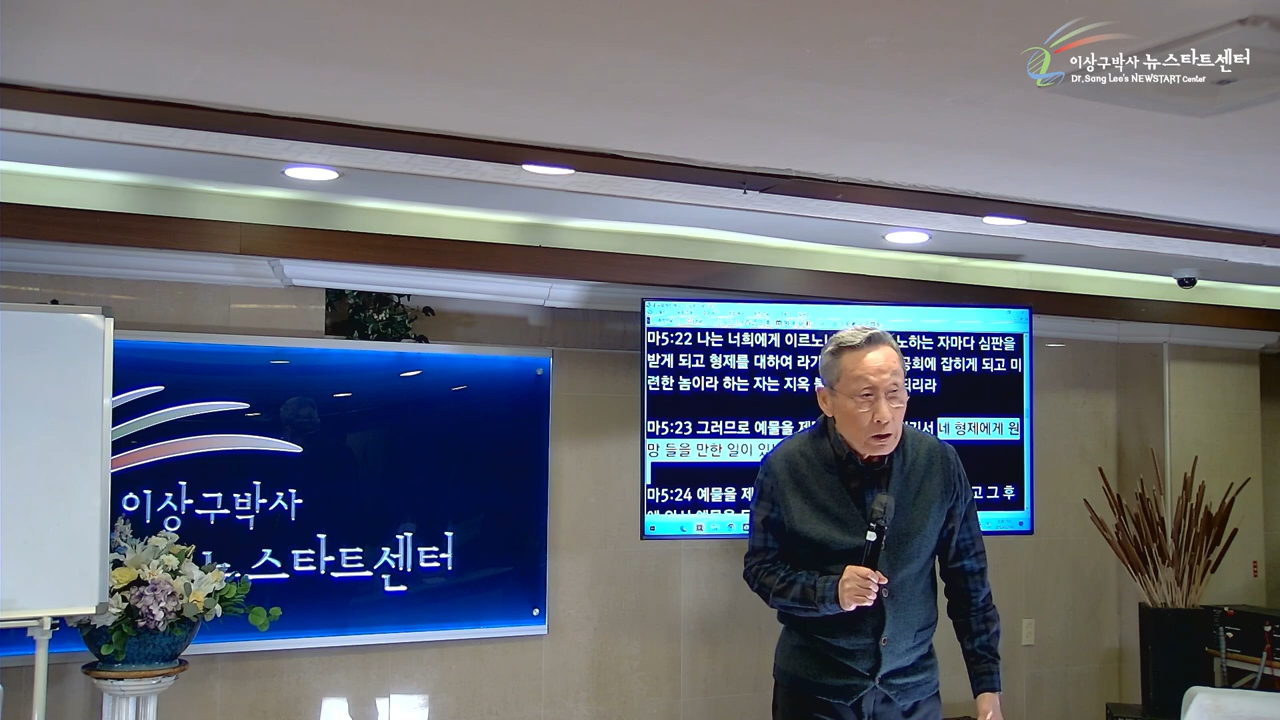 이상구박사 뉴스타트센터
Dr.Sang Lee's NEWSTART Center
마5:22 나는 너희에게 이르노 노하는 자마다 심판을
받게 되고 형제를 대하여 라가 공회에 잡히게 되고 미
련한 놈이라 하는 자는 지옥 리리라
마5:23 그러므로 예물을 제 서 네 형제에게 원
망 들을 만한 일이 있
마5:24 예물을 제 고 그 후
이상구박사
뉴스타트센터